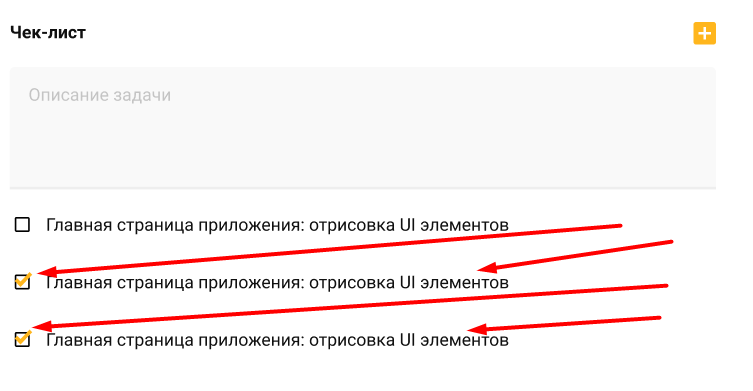 Чек-лист
Описание задачи
Главная страница приложения: отрисовка UI элементов
Главная страница приложения: отрисовка UI элементов
Главная страница приложения: отрисовка UI элементов